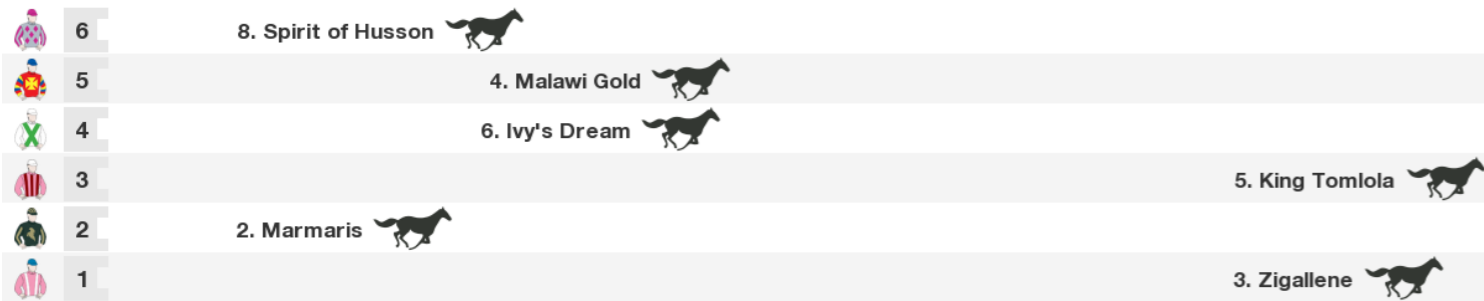 6 8. Spirit of Husson
5 4. Malawi Gold
4 6. Ivy's Dream
3 5. King Tomlola
2 2. Marmaris
1 3. Zigallene